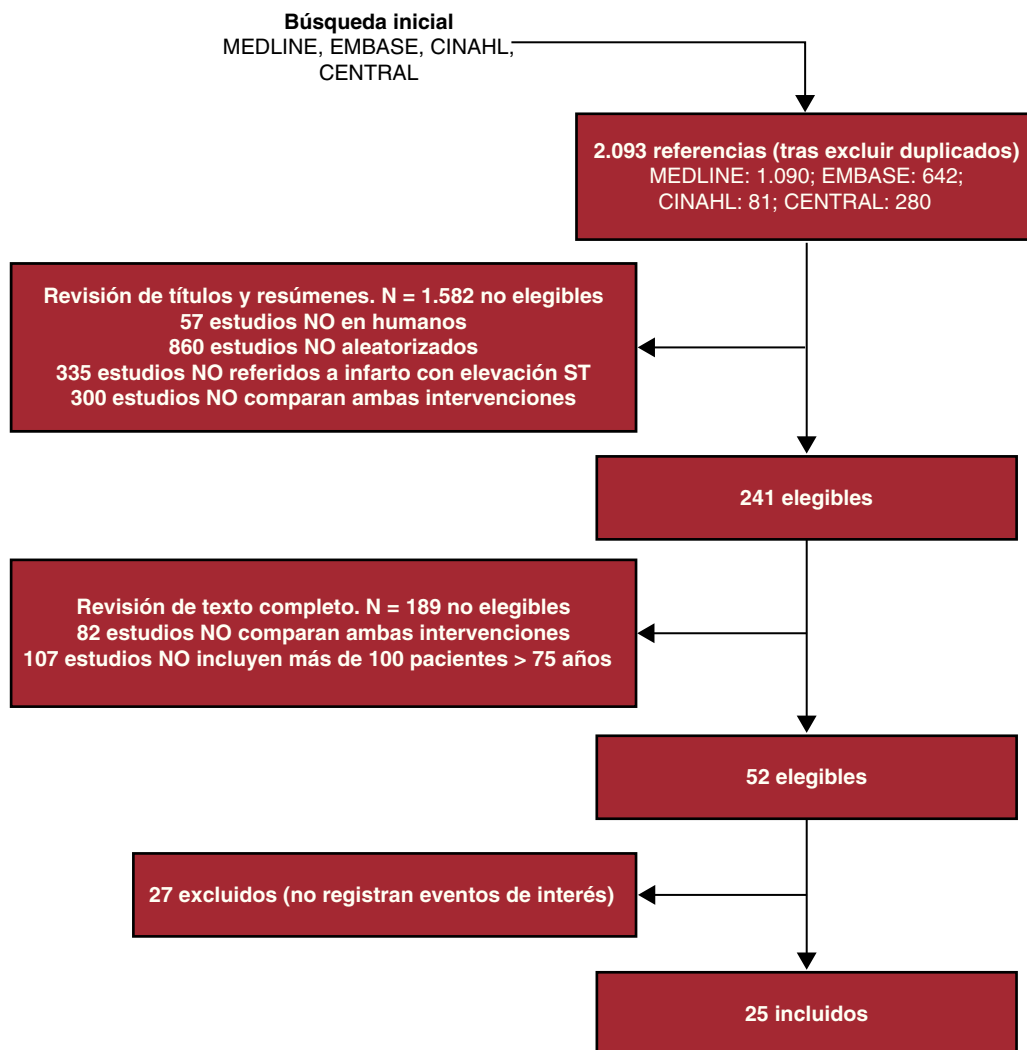 Búsqueda inicial
MEDLINE, EMBASE, CINAHL,
CENTRAL
2.093 referencias (tras excluir duplicados)
MEDLINE: 1.090; EMBASE: 642;
CINAHL: 81; CENTRAL: 280
Revisión de títulos y resúmenes. N = 1.582 no elegibles
57 estudios NO en humanos
860 estudios NO aleatorizados
335 estudios NO referidos a infarto con elevación ST
300 estudios NO comparan ambas intervenciones
241 elegibles
Revisión de texto completo. N = 189 no elegibles
82 estudios NO comparan ambas intervenciones
107 estudios NO incluyen más de 100 pacientes > 75 años
52 elegibles
27 excluidos (no registran eventos de interés)
25 incluidos